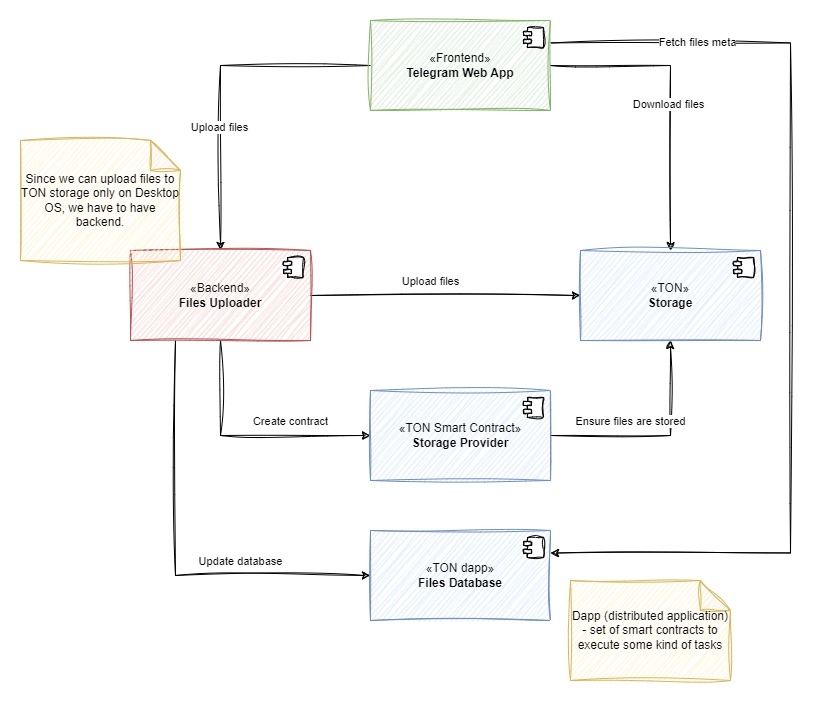 «Frontend»
Telegram Web App
Fetch files meta
Download files
Upload files
Since we can upload files to
TON storage only on Desktop
OS, we have to have
backend.
«Backend»
Files Uploader
Upload files
«TON»
Storage
Create contract
«TON Smart Contract»
Storage Provider
Ensure files are stored
Update database
«TON dapp»
Files Database
Dapp (distributed application)
- set of smart contracts to
execute some kind of tasks